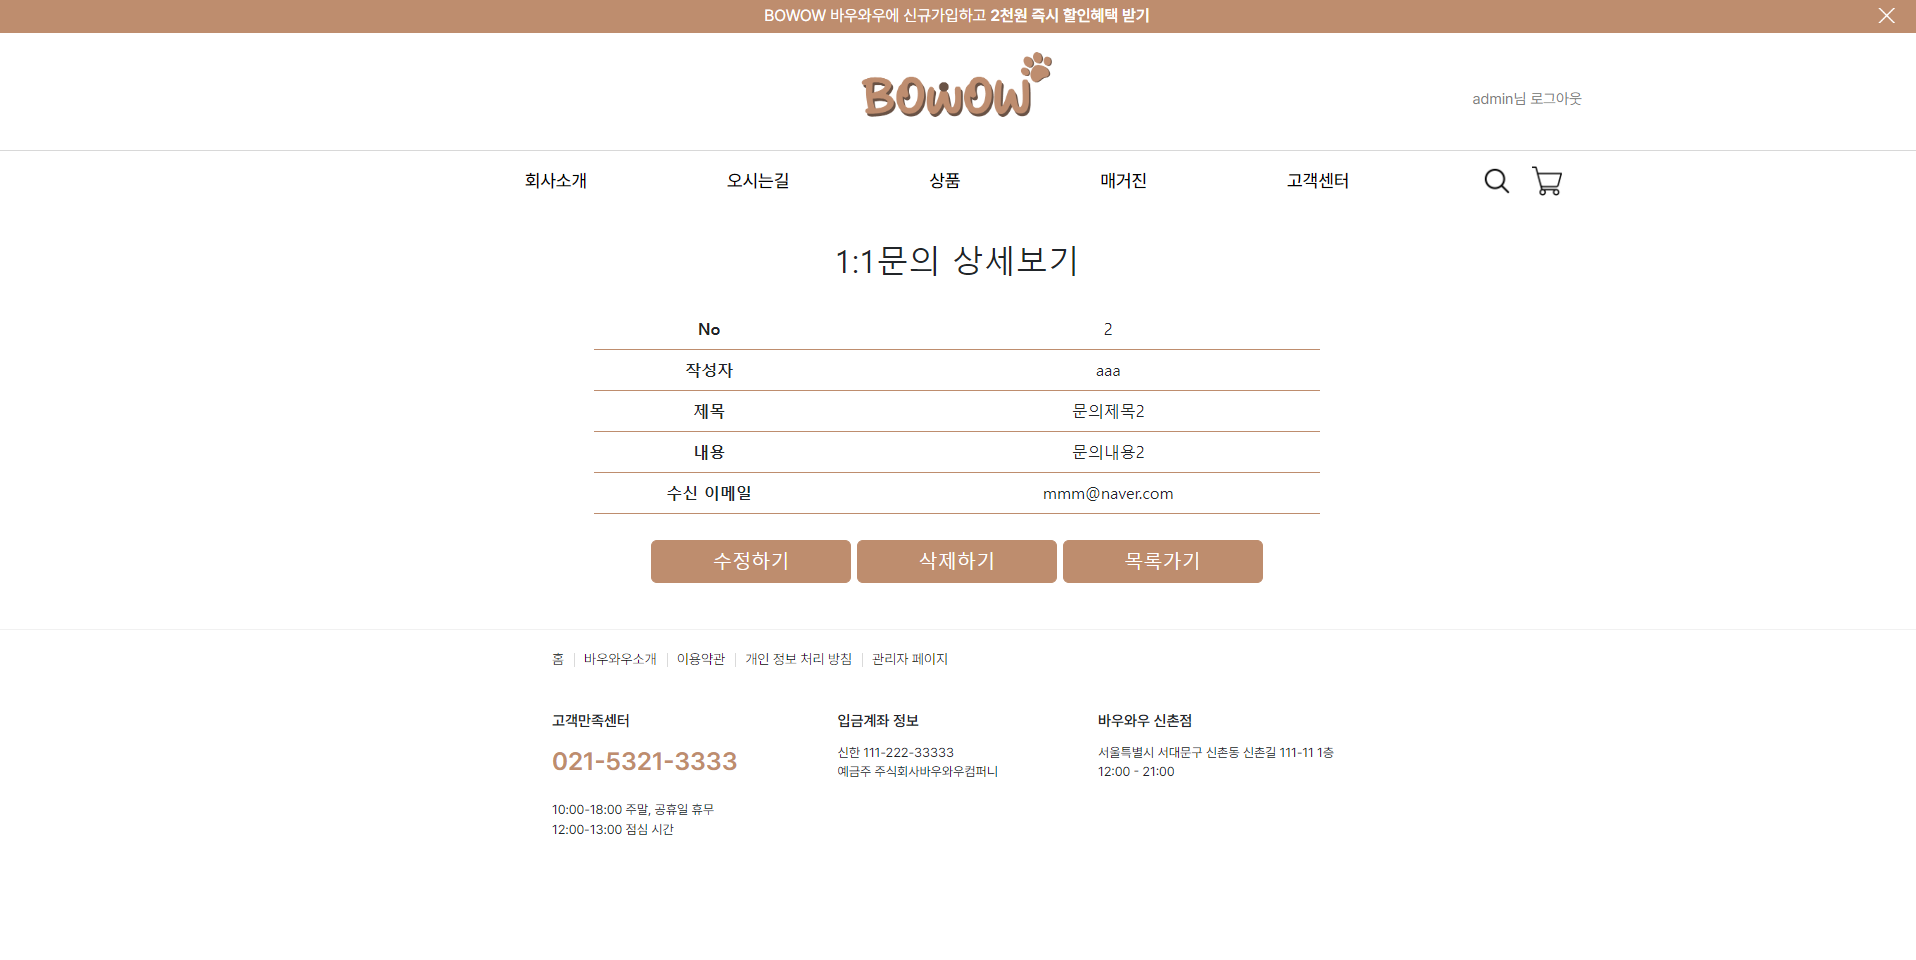 BOWOW 바우와우에 신규가입하고 2천원 즉시 할인혜택 받기
BOWOW
admin님 로그아웃
회사소개 오시는길 상품 매거진 고객센터
1:1문의 상세보기
No 2
작성자 aaa
제목 문의제목2
내용 문의내용2
수신 이메일 mmm@naver.com
수정하기 삭제하기 목록가기
홈 바우와우소개 이용약관 개인 정보 처리 방침 관리자 페이지
고객만족센터
021-5321-3333
10:00-18:00 주말, 공휴일 휴무
12:00-13:00 점심 시간
입금계좌 정보
신한 111-222-33333
예금주 주식회사바우와우컴퍼니
바우와우 신촌점
서울특별시 서대문구 신촌동 신촌길 111-11 1층
12:00 - 21:00